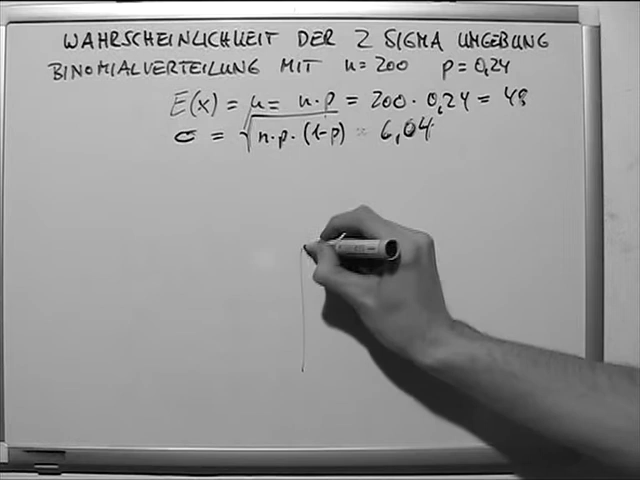 WAHRSCHEINLICHKEIT DER 2 SIGMA UMGEBUNG
BINOMIALVERTEILUNG MIT n=200 p=0,24
E(x) = μ = n·p = 200·0,24 = 48
σ = √n·p·(1-p) = 6,04